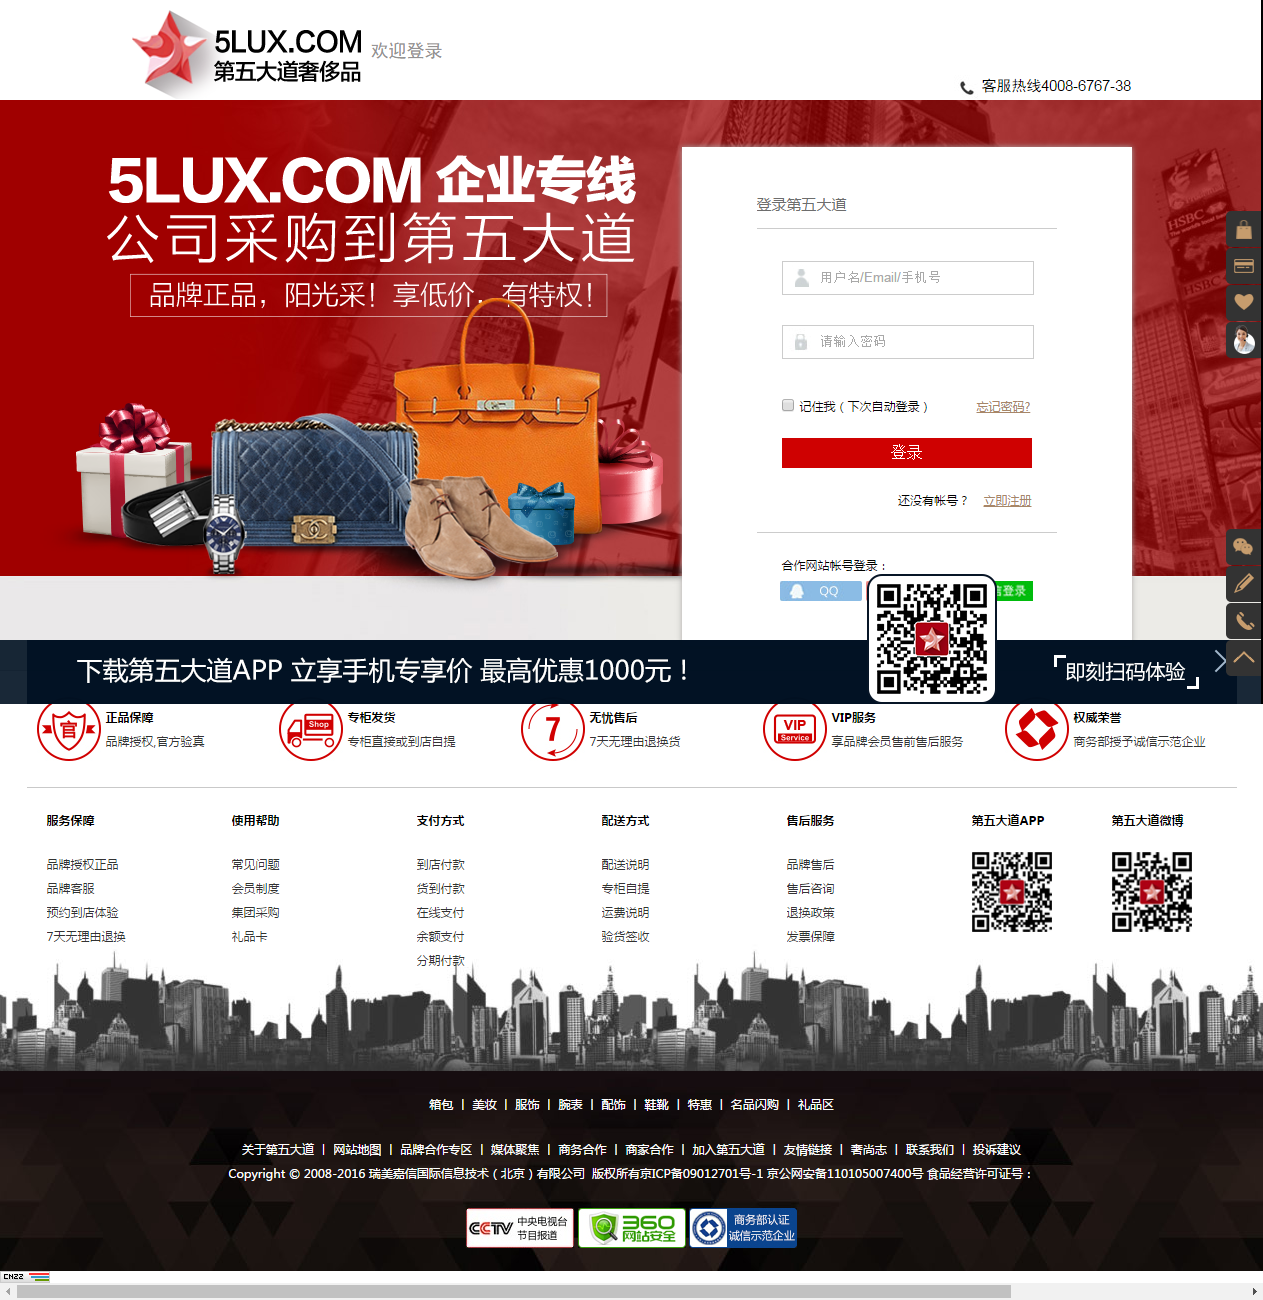 5LUX.COM
第五大道奢侈品
欢迎登录
客服热线4008-6767-38
5LUX.COM 企业专线
公司采购到第五大道
品牌正品，阳光采！享低价，有特权！
登录第五大道
用户名/Email/手机号
请输入密码
记住我（下次自动登录）
忘记密码?
登录
还没有帐号？
立即注册
合作网站帐号登录：
QQ
信登录
HSBC
HSBC
下载第五大道APP 立享手机专享价 最高优惠1000元！
即刻扫码体验
官
正品保障
品牌授权,官方验真
Shop
专柜发货
专柜直接或到店自提
7
无忧售后
7天无理由退换货
VIP
Service
VIP服务
享品牌会员售前售后服务
权威荣誉
商务部授予诚信示范企业
服务保障
品牌授权正品
品牌客服
预约到店体验
7天无理由退换
使用帮助
常见问题
会员制度
集团采购
礼品卡
支付方式
到店付款
货到付款
在线支付
余额支付
分期付款
配送方式
配送说明
专柜自提
运费说明
验货签收
售后服务
品牌售后
售后咨询
退换政策
发票保障
第五大道APP
第五大道微博
箱包 | 美妆 | 服饰 | 腕表 | 配饰 | 鞋靴 | 特惠 | 名品闪购 | 礼品区
关于第五大道 | 网站地图 | 品牌合作专区 | 媒体聚焦 | 商务合作 | 商家合作 | 加入第五大道 | 友情链接 | 奢尚志 | 联系我们 | 投诉建议
Copyright © 2008-2016 瑞美嘉信国际信息技术（北京）有限公司 版权所有京ICP备09012701号-1 京公网安备110105007400号 食品经营许可证号：
CCTV 中央电视台
节目报道
360
网站安全
商务部认证
诚信示范企业
CNZZ